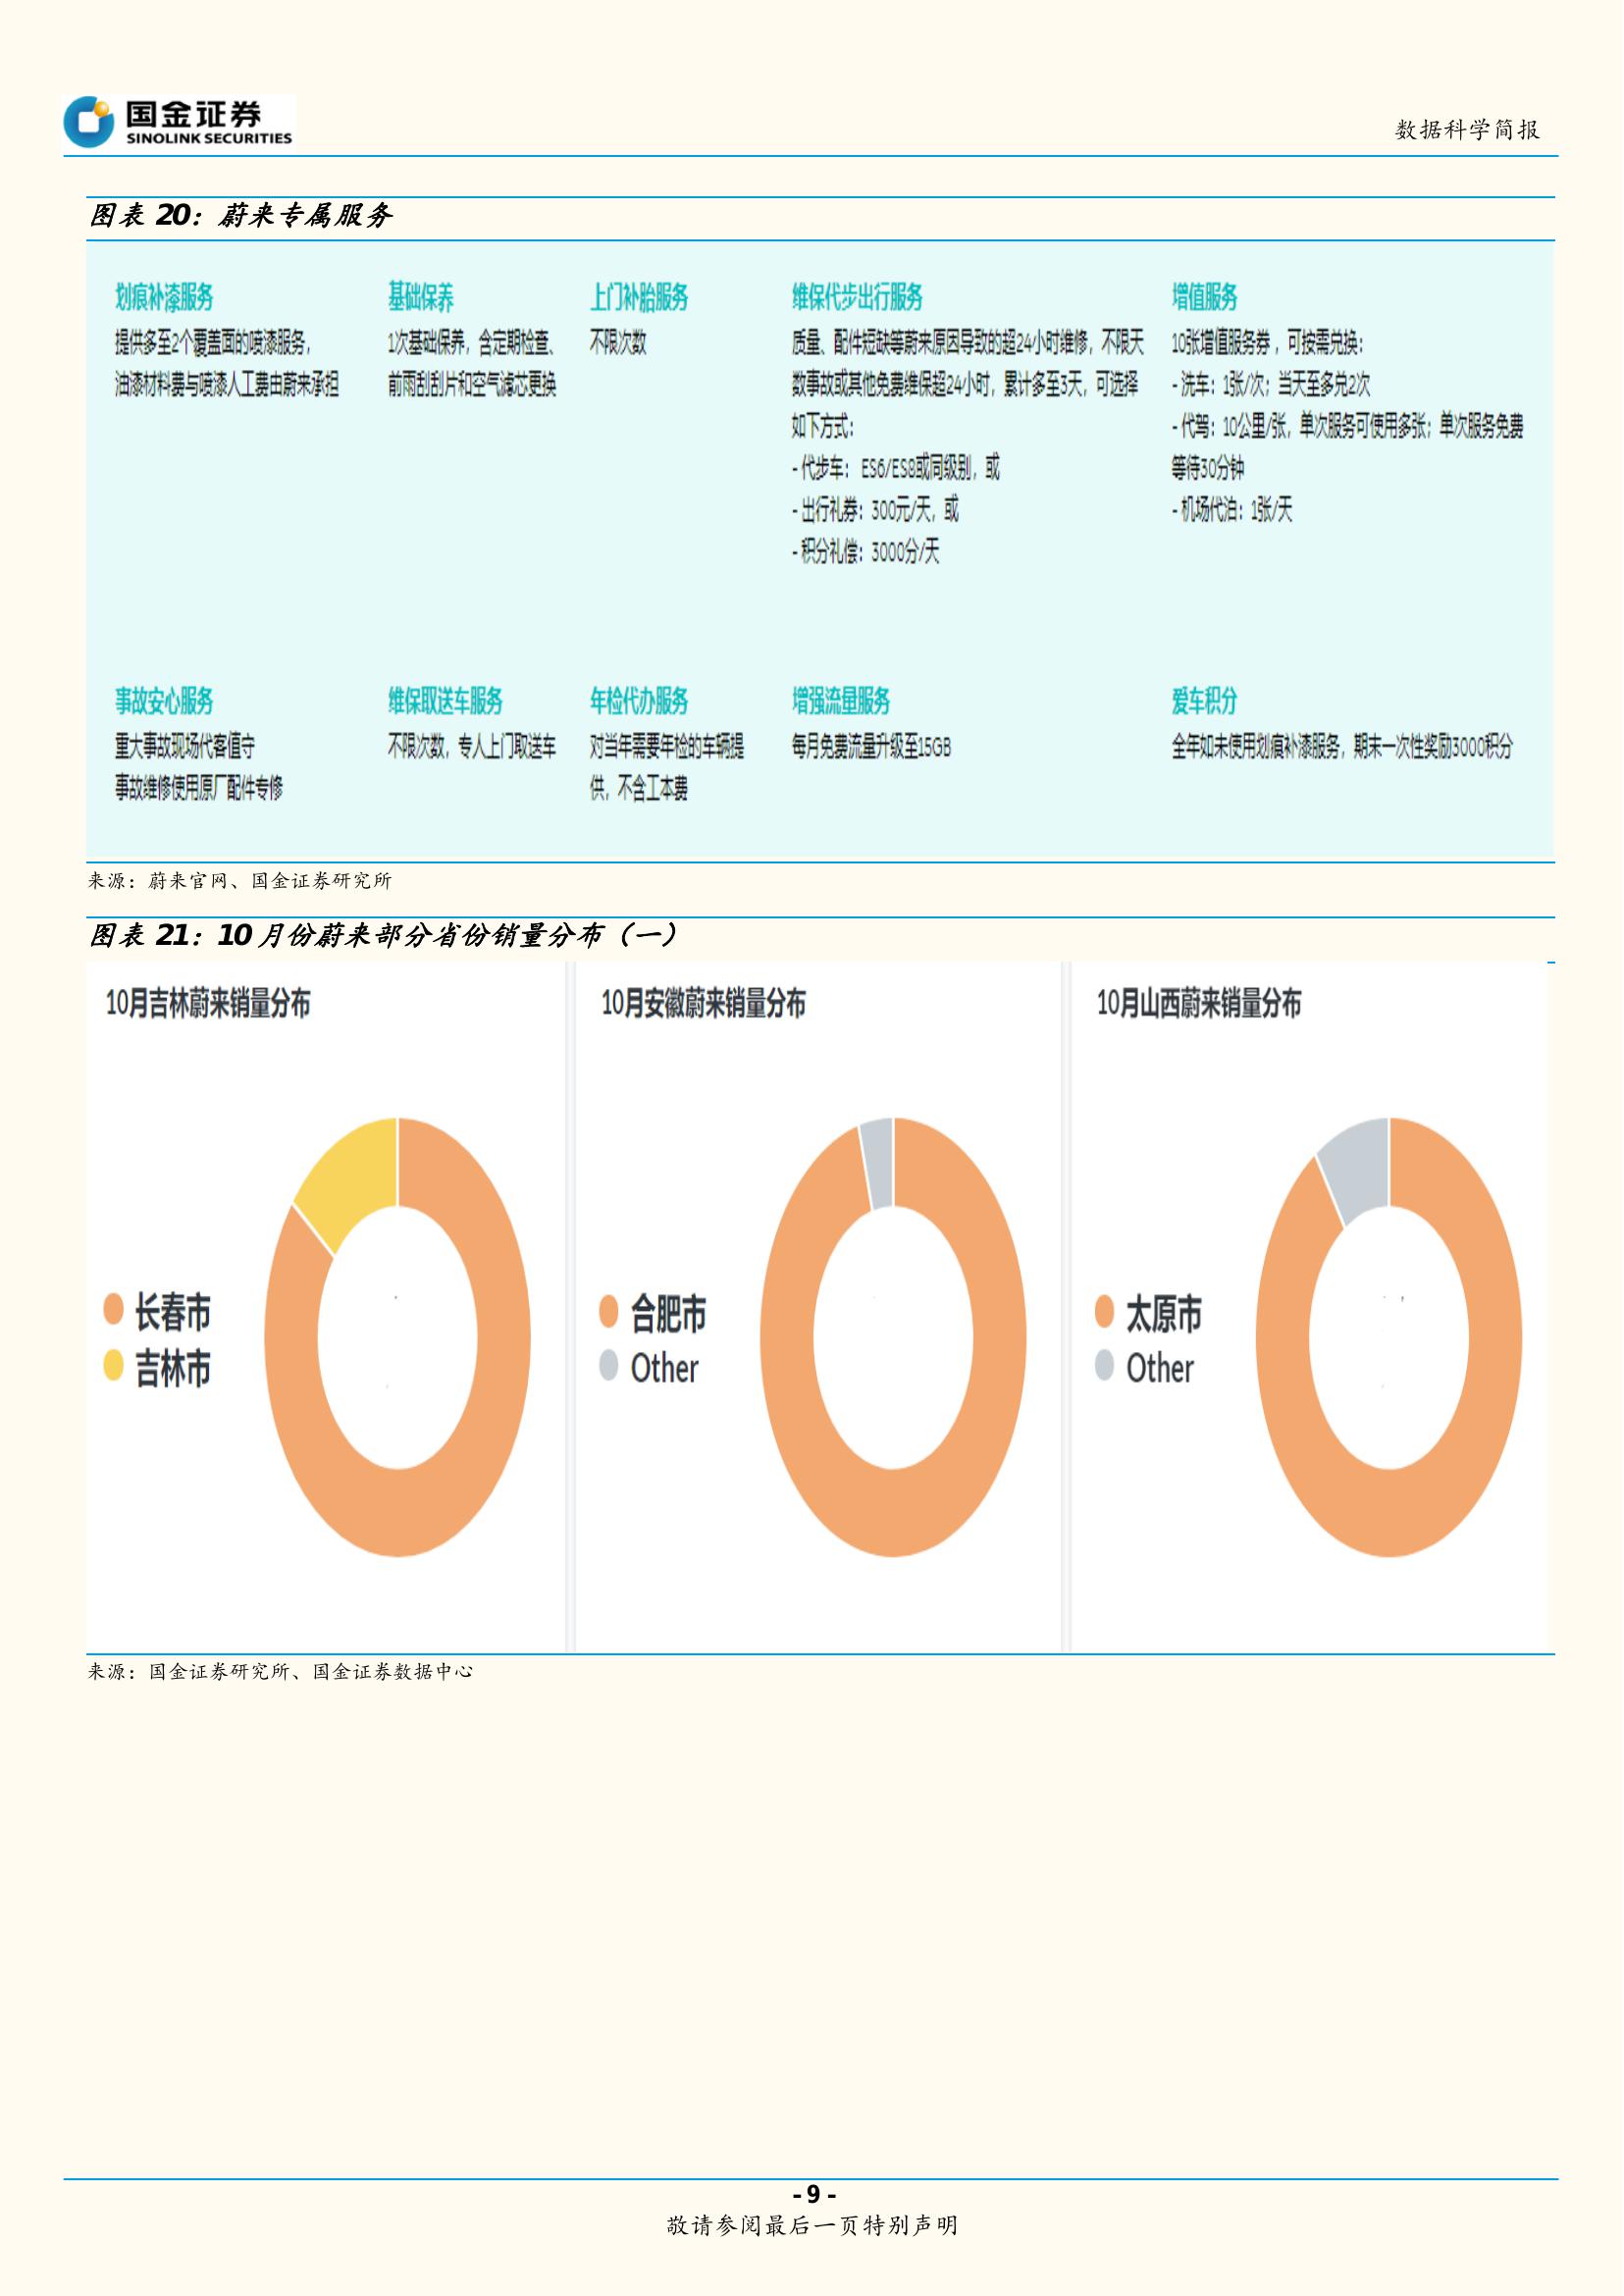 国金证券
SINOLINK SECURITIES
数据科学简报
图表 20：蔚来专属服务
划痕补漆服务
提供多至2个覆盖面的喷漆服务，
油漆材料费与喷漆人工费由蔚来承担
基础保养
1次基础保养，含定期检查、
前雨刮刮片和空气滤芯更换
上门补胎服务
不限次数
维保代步出行服务
质量、配件短缺等蔚来原因导致的超24小时维修，不限天
数事故或其他免费维保超24小时，累计多至3天，可选择
如下方式：
- 代步车： ES6/ES8或同级别，或
- 出行礼券：300元/天，或
- 积分礼偿：3000分/天
增值服务
10张增值服务券 ，可按需兑换：
- 洗车：1张/次；当天至多兑2次
- 代驾：10公里/张，单次服务可使用多张；单次服务免费
等待30分钟
- 机场代泊：1张/天
事故安心服务
重大事故现场代客值守
事故维修使用原厂配件专修
维保取送车服务
不限次数，专人上门取送车
年检代办服务
对当年需要年检的车辆提
供，不含工本费
增强流量服务
每月免费流量升级至15GB
爱车积分
全年如未使用划痕补漆服务，期末一次性奖励3000积分
来源：蔚来官网、国金证券研究所
图表 21：10 月份蔚来部分省份销量分布（一）
10月吉林蔚来销量分布
长春市
吉林市
10月安徽蔚来销量分布
合肥市
Other
10月山西蔚来销量分布
太原市
Other
来源：国金证券研究所、国金证券数据中心
- 9 -
敬请参阅最后一页特别声明